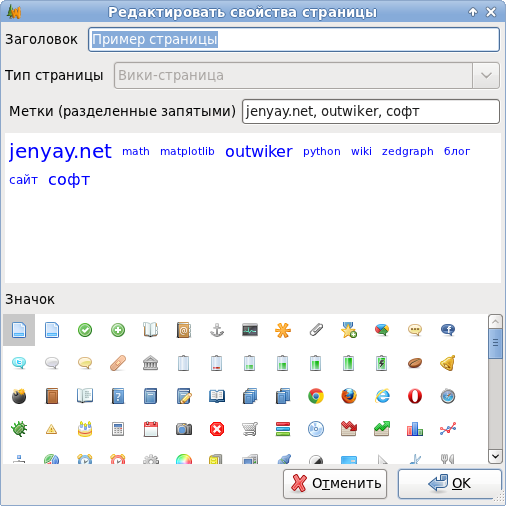 Редактировать свойства страницы
Заголовок Пример страницы
Тип страницы Вики-страница
Метки (разделенные запятыми) jenyay.net, outwiker, софт
jenyay.net math matplotlib outwiker python wiki zedgraph блог
сайт софт
Значок
Отменить OK